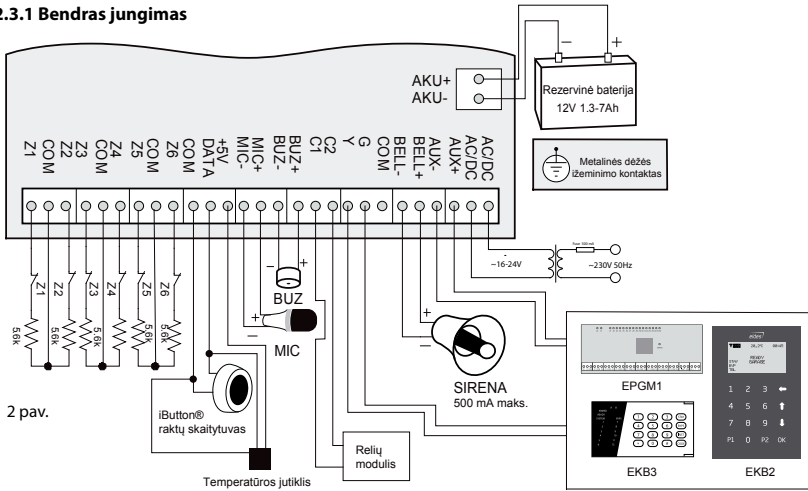 2.3.1 Bendras jungimas
AKU+
AKU-
Rezervinė baterija
12V 1.3-7Ah
Metalinės dėžės
ižeminimo kontaktas
Z1
COM
Z2
Z3
COM
Z4
Z5
COM
Z6
COM
DATA
+5V
MIC-
MIC+
BUZ-
BUZ+
C1
C2
Y
G
COM
BELL-
BELL+
AUX-
AUX+
AC/DC
AC/DC
Z1
Z2
Z3
Z4
Z5
Z6
5.6k
5.6k
5.6k
5.6k
5.6k
BUZ
MIC
~16-24V
~230V 50Hz
SIRENA
500 mA maks.
EPGM1
eldes
READY
1 2 3
4 5 6
7 8 9
P1 0 P2 OK
EKB3
EKB2
2 pav.
iButton®
raktų skaitytuvas
Relių
modulis
Temperatūros jutiklis